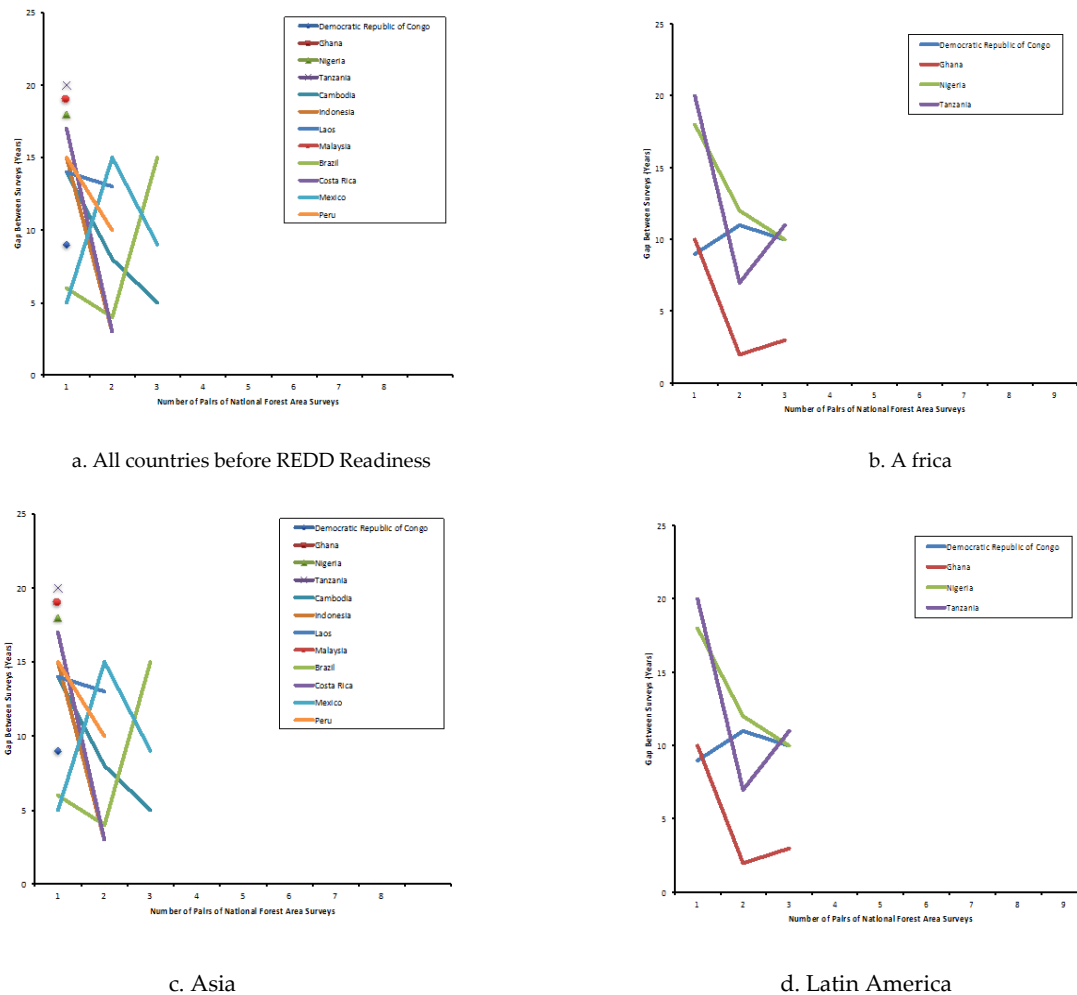 25
20
15
10
5
0
Gap Between Surveys (Years)
1 2 3 4 5 6 7 8
Number of Pairs of National Forest Area Surveys
Democratic Republic of Congo
Ghana
Nigeria
Tanzania
Cambodia
Indonesia
Laos
Malaysia
Brazil
Costa Rica
Mexico
Peru
a. All countries before REDD Readiness
25
20
15
10
5
0
Gap Between Surveys (Years)
1 2 3 4 5 6 7 8 9
Number of Pairs of National Forest Area Surveys
Democratic Republic of Congo
Ghana
Nigeria
Tanzania
b. A frica
25
20
15
10
5
0
Gap Between Surveys (Years)
1 2 3 4 5 6 7 8
Number of Pairs of National Forest Area Surveys
Democratic Republic of Congo
Ghana
Nigeria
Tanzania
Cambodia
Indonesia
Laos
Malaysia
Brazil
Costa Rica
Mexico
Peru
c. Asia
25
20
15
10
5
0
Gap Between Surveys (Years)
1 2 3 4 5 6 7 8 9
Number of Pairs of National Forest Area Surveys
Democratic Republic of Congo
Ghana
Nigeria
Tanzania
d. Latin America